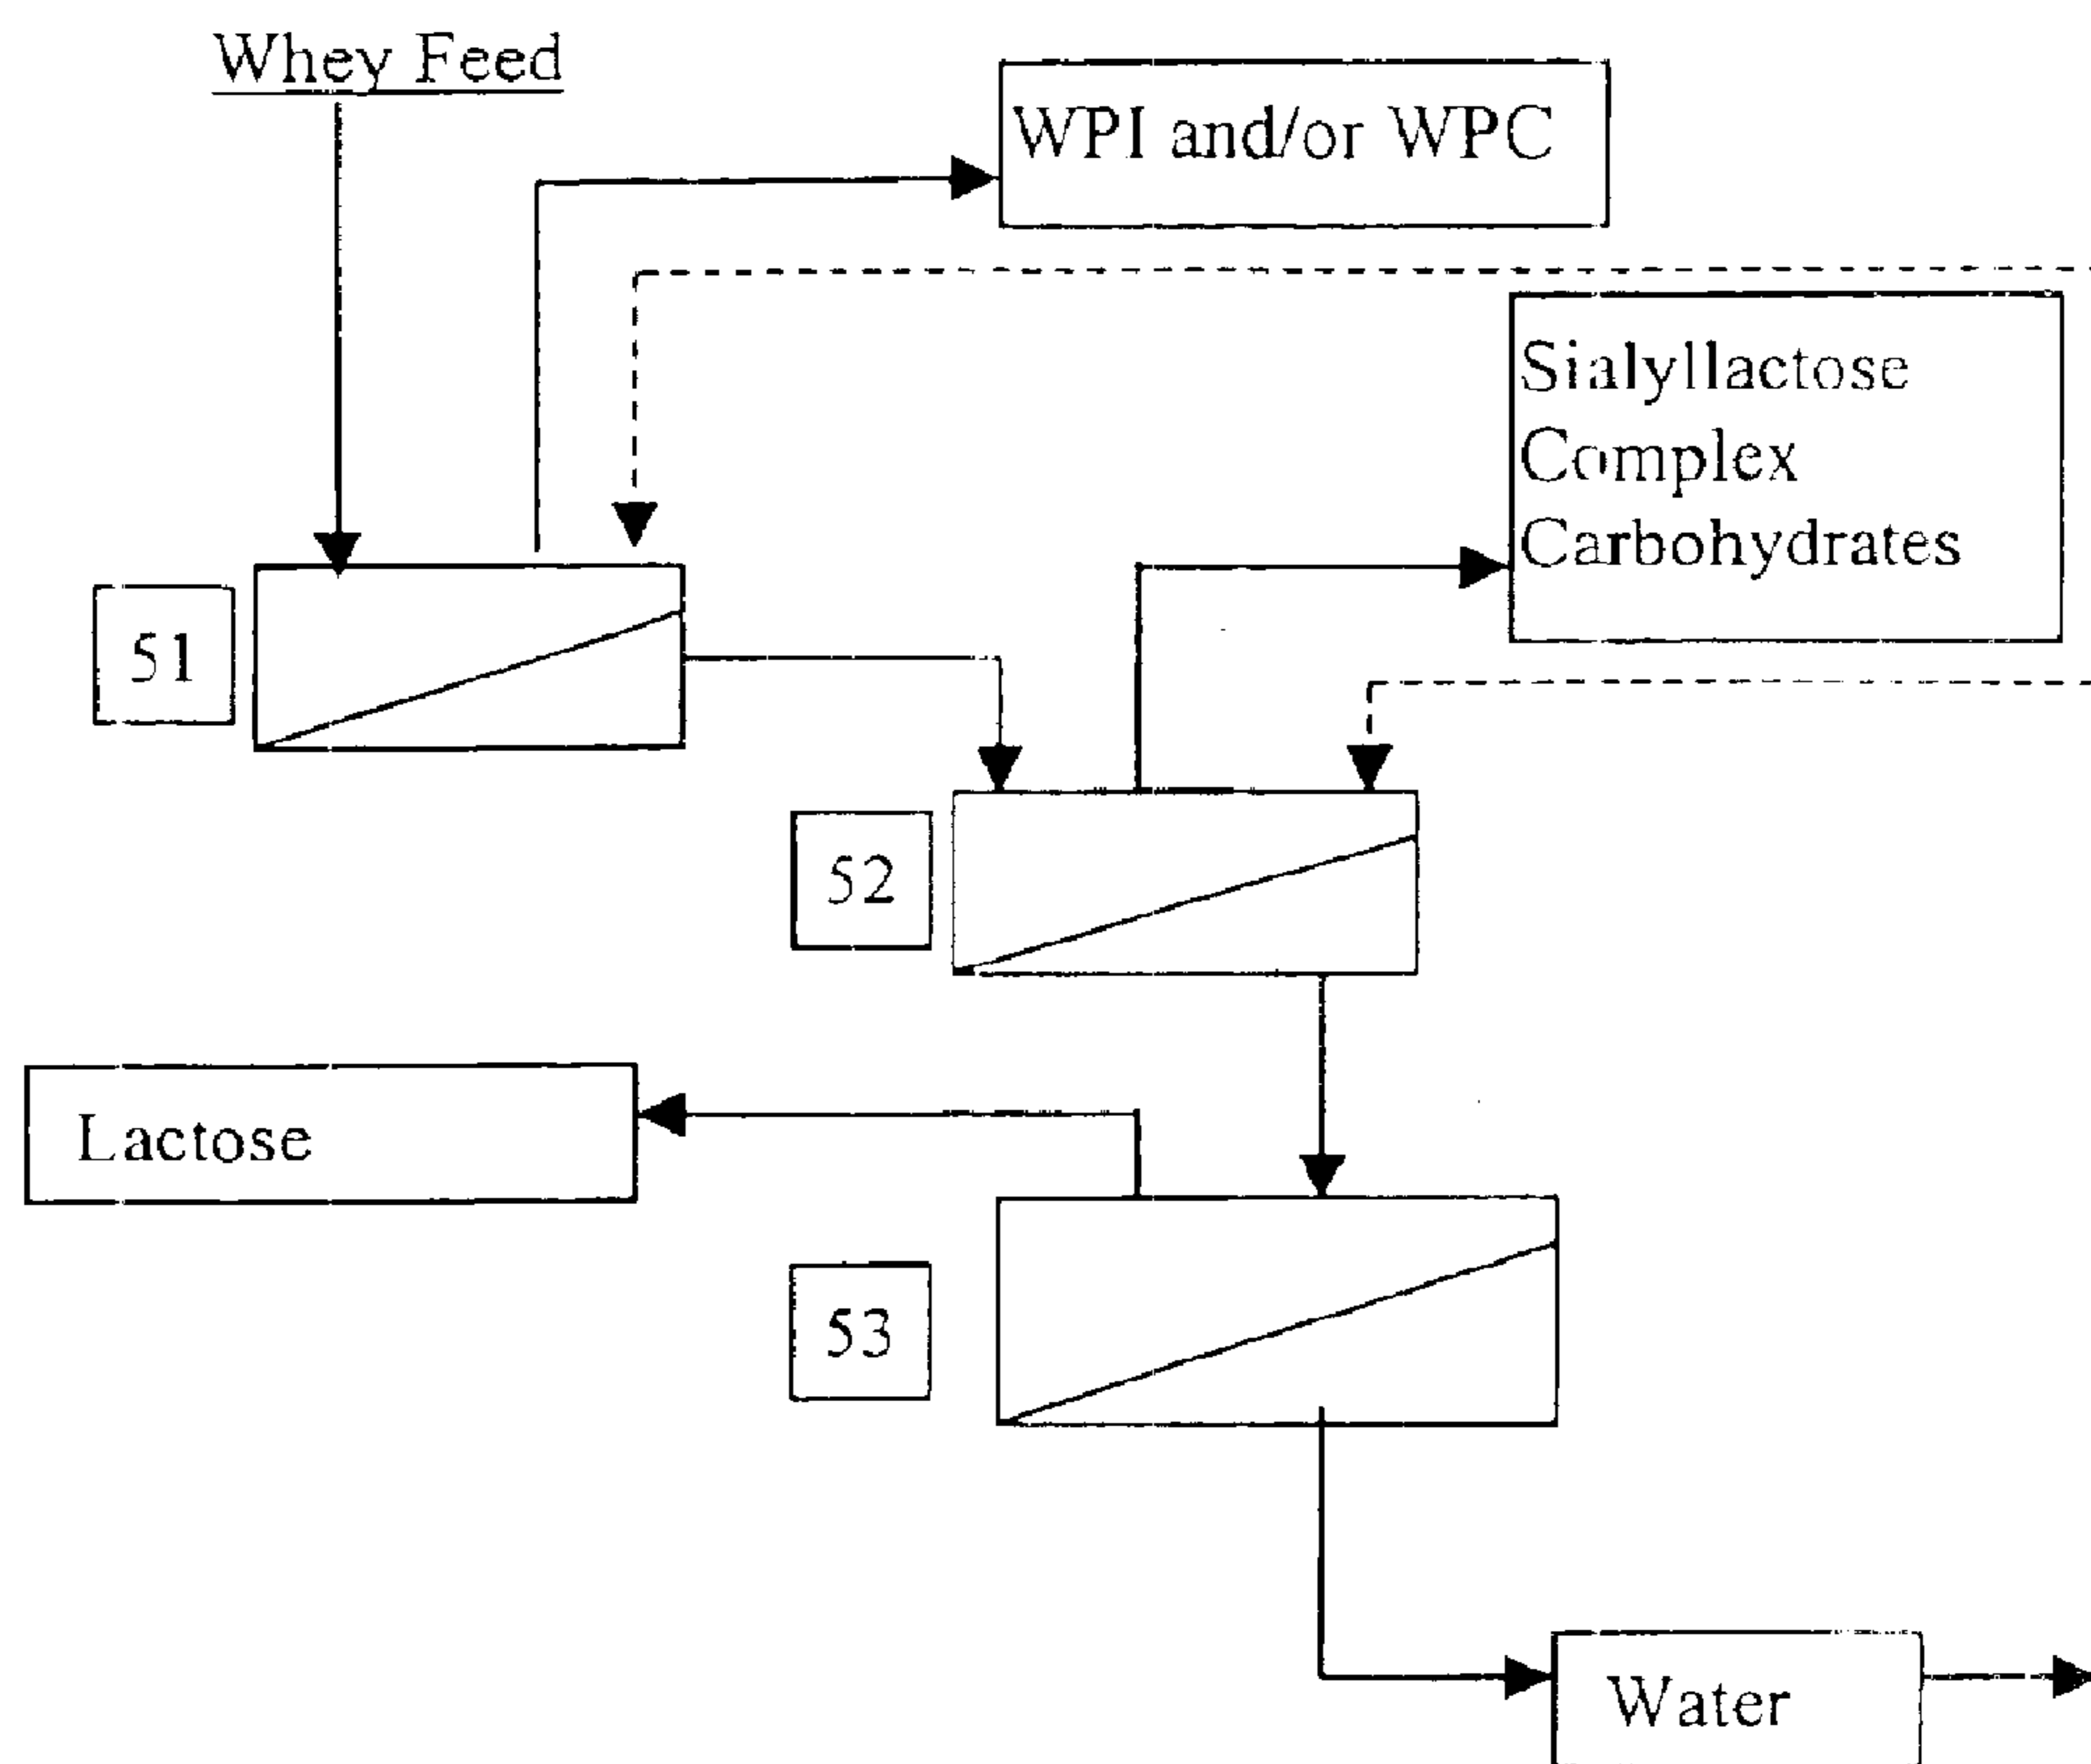 Whey Feed
WPI and/or WPC
Sialyllactose
Complex
Carbohydrates
51
52
Lactose
53
Water